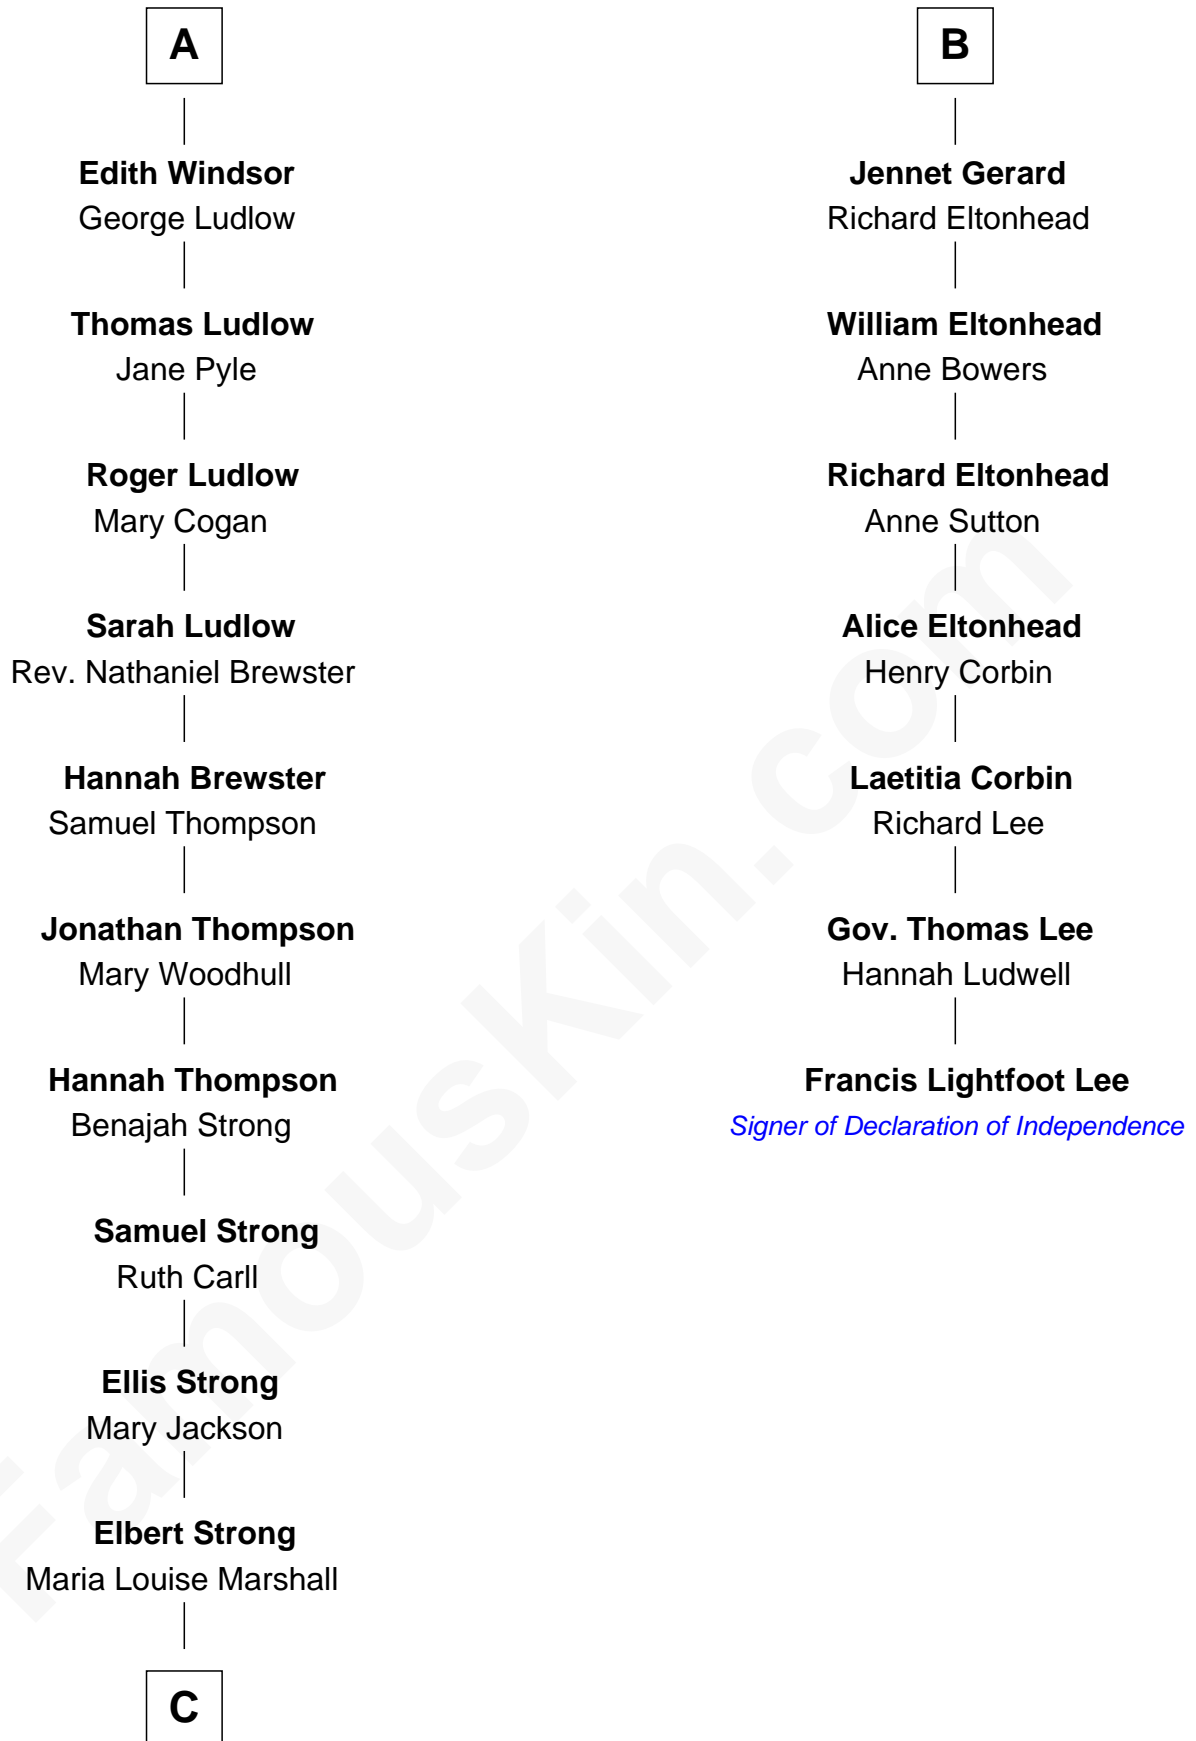 A
Edith Windsor
George Ludlow
Thomas Ludlow
Jane Pyle
Roger Ludlow
Mary Cogan
Sarah Ludlow
Rev. Nathaniel Brewster
Hannah Brewster
Samuel Thompson
Jonathan Thompson
Mary Woodhull
Hannah Thompson
Benajah Strong
Samuel Strong
Ruth Carll
Ellis Strong
Mary Jackson
Elbert Strong
Maria Louise Marshall
C
B
Jennet Gerard
Richard Eltonhead
William Eltonhead
Anne Bowers
Richard Eltonhead
Anne Sutton
Alice Eltonhead
Henry Corbin
Laetitia Corbin
Richard Lee
Gov. Thomas Lee
Hannah Ludwell
Francis Lightfoot Lee
Signer of Declaration of Independence
FamousKin.com